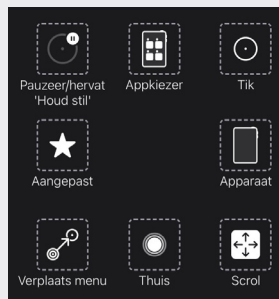 Pauzeer/hervat Appkiezer Tik
'Houd stil'
Aangepast Apparaat
Verplaats menu Thuis Scrol